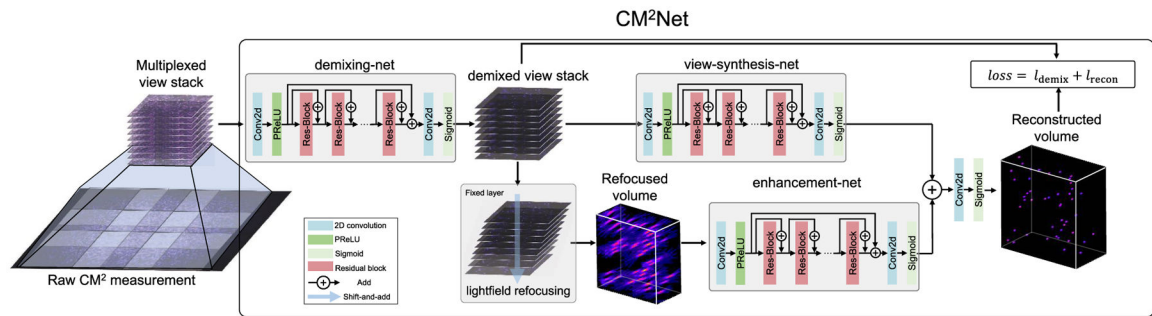 CM²Net
Multiplexed
view stack
demixing-net
Conv2d
PReLU
Res-Block
Res-Block
Res-Block
Conv2d
Sigmoid
demixed view stack
view-synthesis-net
Conv2d
PReLU
Res-Block
Res-Block
Res-Block
Conv2d
Sigmoid
loss = l_demix + l_recon
Reconstructed
volume
Conv2d
Sigmoid
Raw CM² measurement
2D convolution
PReLU
Sigmoid
Residual block
Add
Shift-and-add
Fixed layer
lightfield refocusing
Refocused
volume
enhancement-net
Conv2d
PReLU
Res-Block
Res-Block
Res-Block
Conv2d
Sigmoid